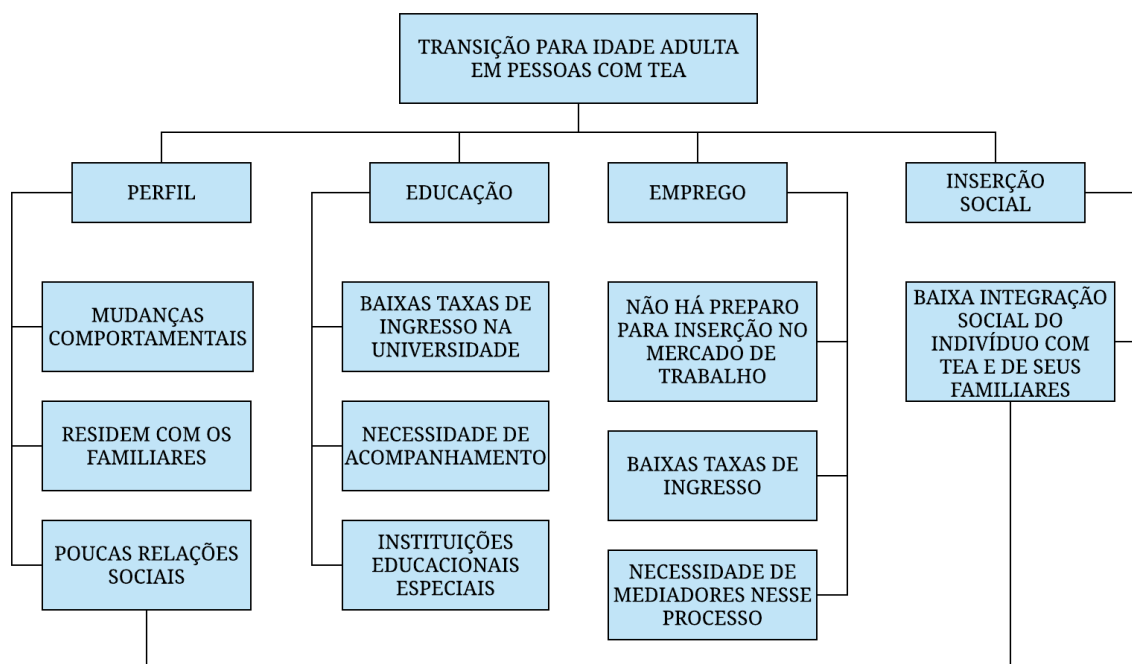 TRANSIÇÃO PARA IDADE ADULTA
EM PESSOAS COM TEA
PERFIL
EDUCAÇÃO
EMPREGO
INSERÇÃO
SOCIAL
MUDANÇAS
COMPORTAMENTAIS
RESIDEM COM OS
FAMILIARES
POUCAS RELAÇÕES
SOCIAIS
BAIXAS TAXAS DE
INGRESSO NA
UNIVERSIDADE
NECESSIDADE DE
ACOMPANHAMENTO
INSTITUIÇÕES
EDUCACIONAIS
ESPECIAIS
NÃO HÁ PREPARO
PARA INSERÇÃO NO
MERCADO DE
TRABALHO
BAIXAS TAXAS DE
INGRESSO
NECESSIDADE DE
MEDIADORES NESSE
PROCESSO
BAIXA INTEGRAÇÃO
SOCIAL DO
INDIVÍDUO COM
TEA E DE SEUS
FAMILIARES